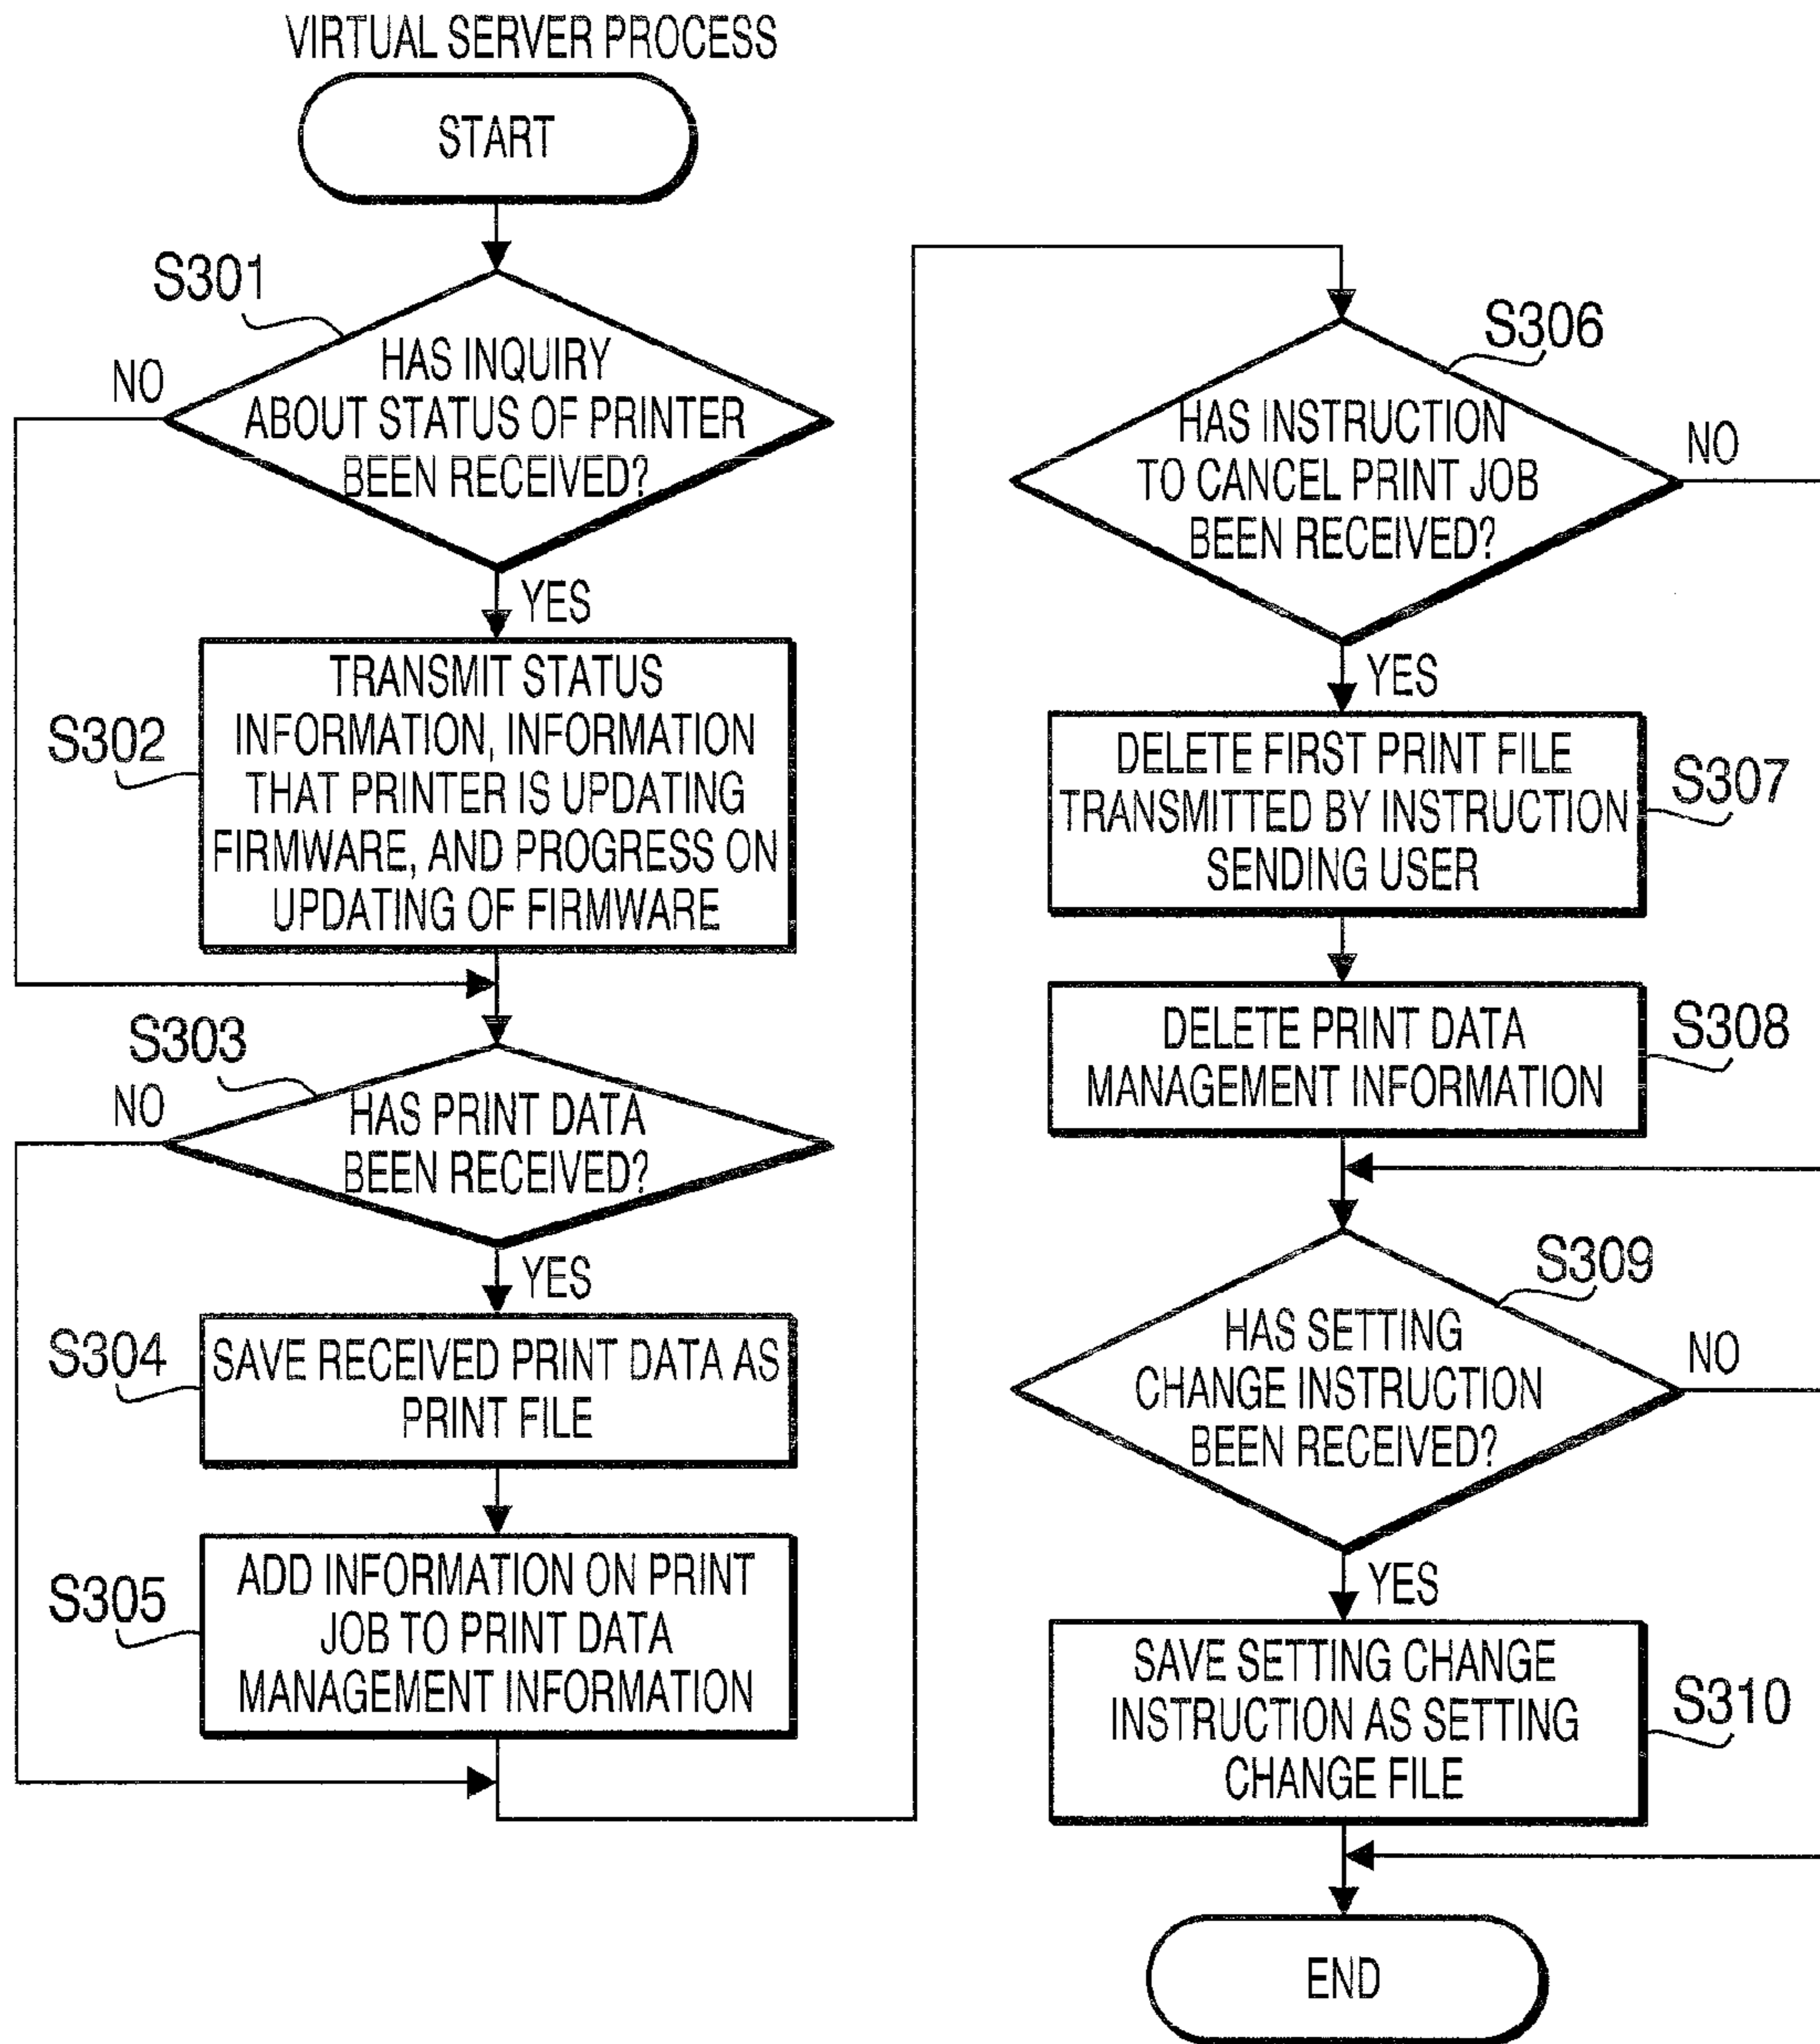 VIRTUAL SERVER PROCESS
START
S301
HAS INQUIRY
ABOUT STATUS OF PRINTER
BEEN RECEIVED?
NO
YES
S302
TRANSMIT STATUS
INFORMATION, INFORMATION
THAT PRINTER IS UPDATING
FIRMWARE, AND PROGRESS ON
UPDATING OF FIRMWARE
S303
NO
HAS PRINT DATA
BEEN RECEIVED?
YES
S304
SAVE RECEIVED PRINT DATA AS
PRINT FILE
S305
ADD INFORMATION ON PRINT
JOB TO PRINT DATA
MANAGEMENT INFORMATION
S306
HAS INSTRUCTION
TO CANCEL PRINT JOB
BEEN RECEIVED?
NO
YES
DELETE FIRST PRINT FILE
TRANSMITTED BY INSTRUCTION
SENDING USER
S307
DELETE PRINT DATA
MANAGEMENT INFORMATION
S308
S309
HAS SETTING
CHANGE INSTRUCTION
BEEN RECEIVED?
NO
YES
SAVE SETTING CHANGE
INSTRUCTION AS SETTING
CHANGE FILE
S310
END